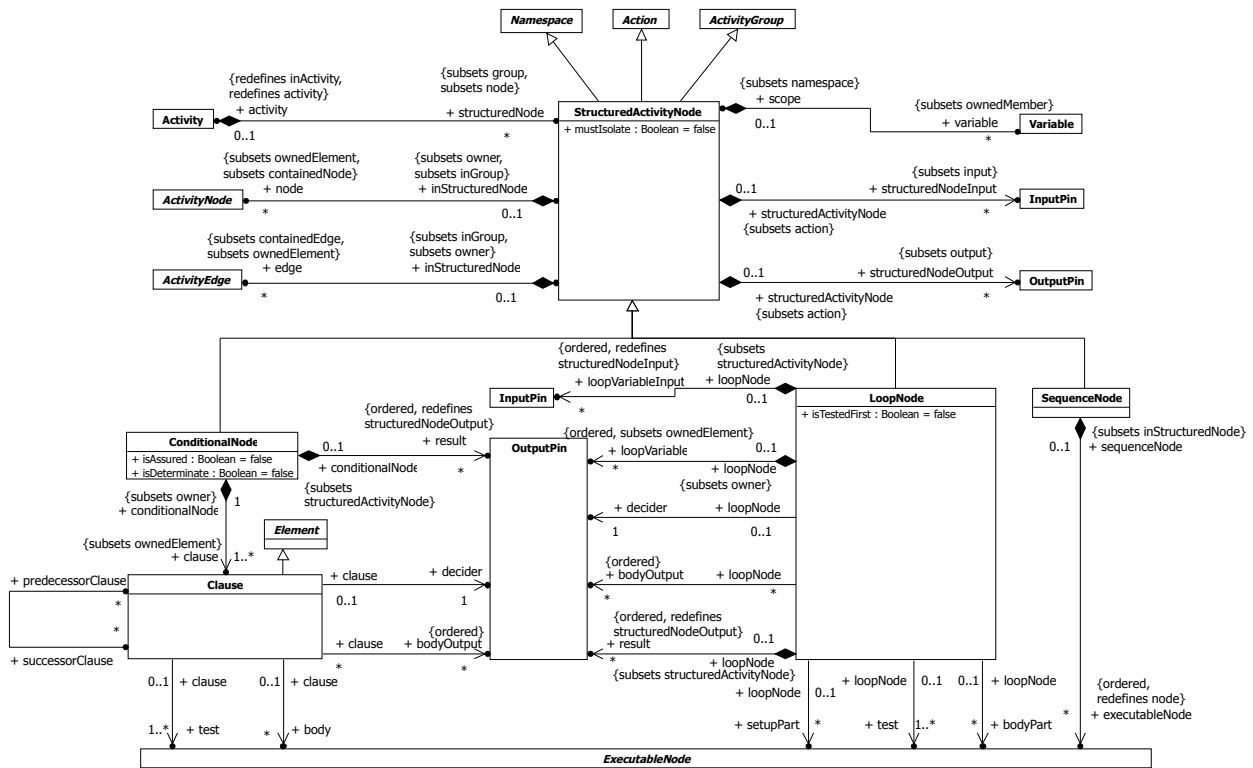 Namespace
Action
ActivityGroup
{redefines inActivity,
redefines activity}
+ activity
0..1
{subsets group,
subsets node}
+ structuredNode
*
Activity
StructuredActivityNode
+ mustIsolate : Boolean = false
{subsets namespace}
+ scope
0..1
{subsets ownedMember}
+ variable
*
Variable
{subsets ownedElement,
subsets containedNode}
+ node
*
{subsets owner,
subsets inGroup}
+ inStructuredNode
0..1
ActivityNode
0..1
{subsets input}
+ structuredNodeInput
*
+ structuredActivityNode
{subsets action}
InputPin
{subsets containedEdge,
subsets ownedElement}
+ edge
*
{subsets inGroup,
subsets owner}
+ inStructuredNode
0..1
ActivityEdge
0..1
{subsets output}
+ structuredNodeOutput
*
+ structuredActivityNode
{subsets action}
OutputPin
{ordered, redefines
structuredNodeInput}
+ loopVariableInput
*
{subsets
structuredActivityNode}
+ loopNode
0..1
InputPin
LoopNode
+ isTestedFirst : Boolean = false
SequenceNode
{subsets inStructuredNode}
+ sequenceNode
0..1
{ordered, redefines
structuredNodeOutput}
+ result
*
0..1
+ conditionalNode
{subsets
structuredActivityNode}
ConditionalNode
+ isAssured : Boolean = false
+ isDeterminate : Boolean = false
OutputPin
{ordered, subsets ownedElement}
+ loopVariable
*
0..1
+ loopNode
{subsets owner}
{subsets owner}
+ conditionalNode
1
{subsets ownedElement}
+ clause
1..*
Element
+ decider
1
+ loopNode
0..1
{ordered}
+ bodyOutput
*
+ loopNode
*
{ordered, redefines
structuredNodeOutput}
+ result
*
0..1
+ loopNode
{subsets structuredActivityNode}
+ predecessorClause
*
*
+ successorClause
Clause
+ clause
0..1
+ decider
1
+ clause
*
{ordered}
+ bodyOutput
*
0..1
+ clause
1..*
+ test
0..1
+ clause
*
+ body
+ loopNode
0..1
+ setupPart
*
+ loopNode
0..1
+ test
1..*
0..1
+ loopNode
*
+ bodyPart
{ordered,
redefines node}
+ executableNode
*
ExecutableNode